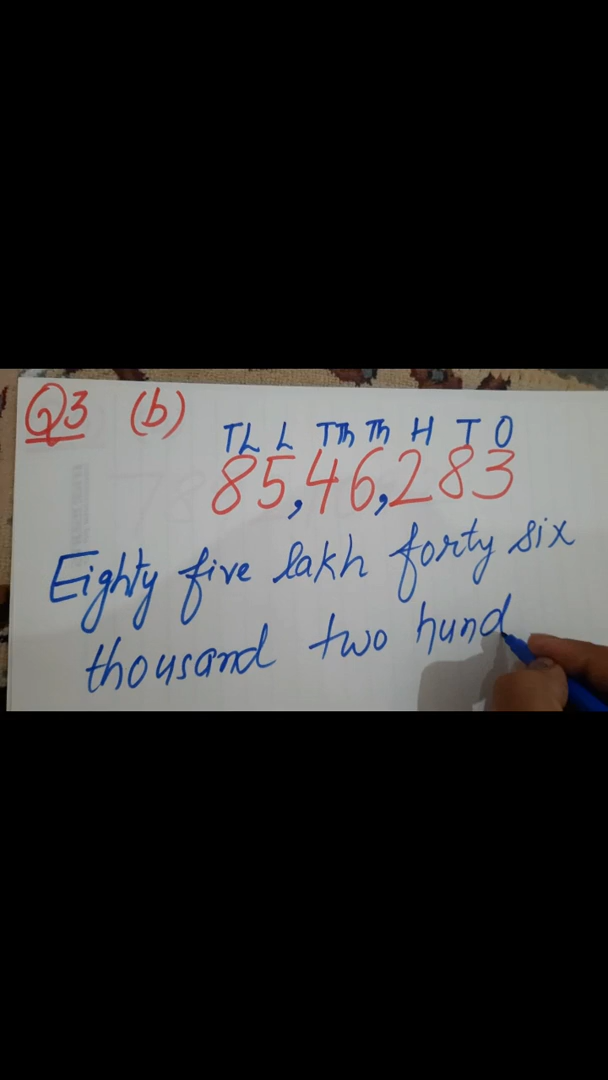 Q3 (b)
TL L TTh Th H T O
85,46,283
Eighty five lakh forty six
thousand two hund